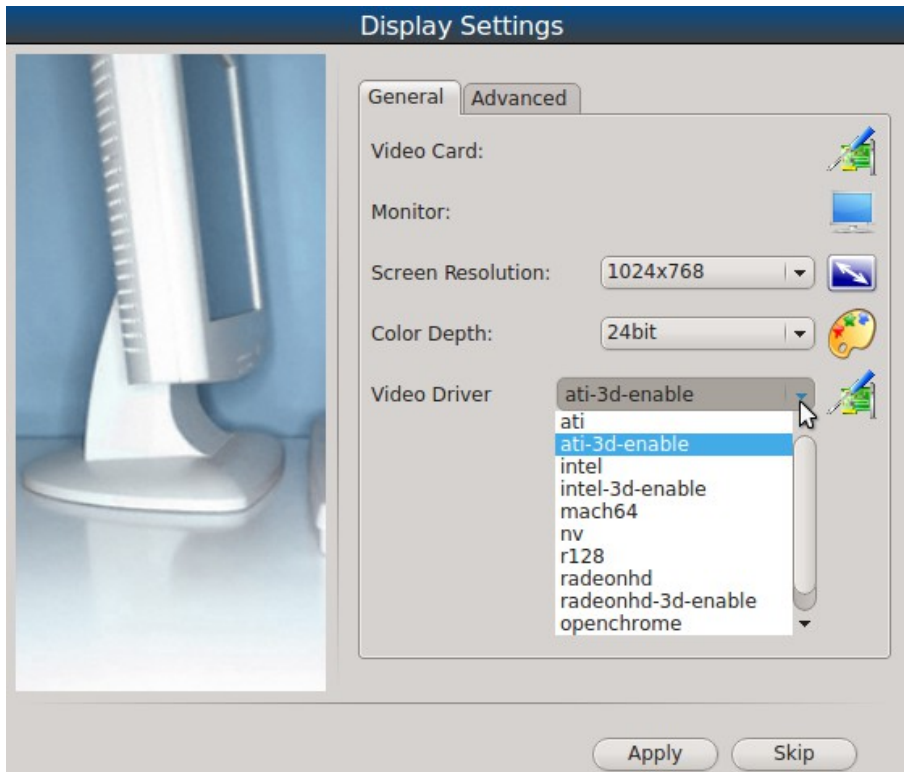 Display Settings
General Advanced
Video Card:
Monitor:
Screen Resolution: 1024x768
Color Depth: 24bit
Video Driver ati-3d-enable
ati
ati-3d-enable
intel
intel-3d-enable
mach64
nv
r128
radeonhd
radeonhd-3d-enable
openchrome
Apply Skip